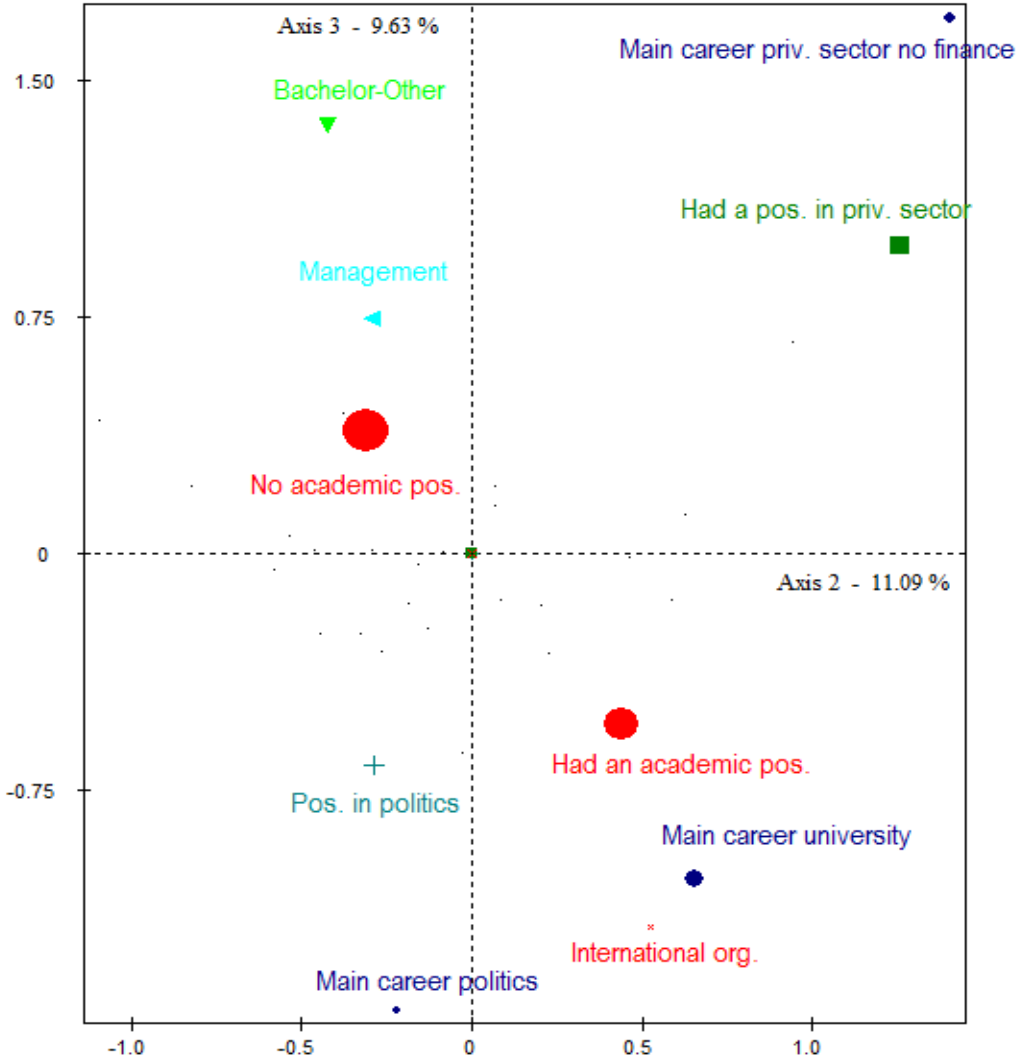 Axis 3 - 9.63 %
Main career priv. sector no finance
1.50
Bachelor-Other
Had a pos. in priv. sector
Management
0.75
No academic pos.
0
Axis 2 - 11.09 %
Had an academic pos.
-0.75
Pos. in politics
Main career university
International org.
Main career politics
-1.0 -0.5 0 0.5 1.0